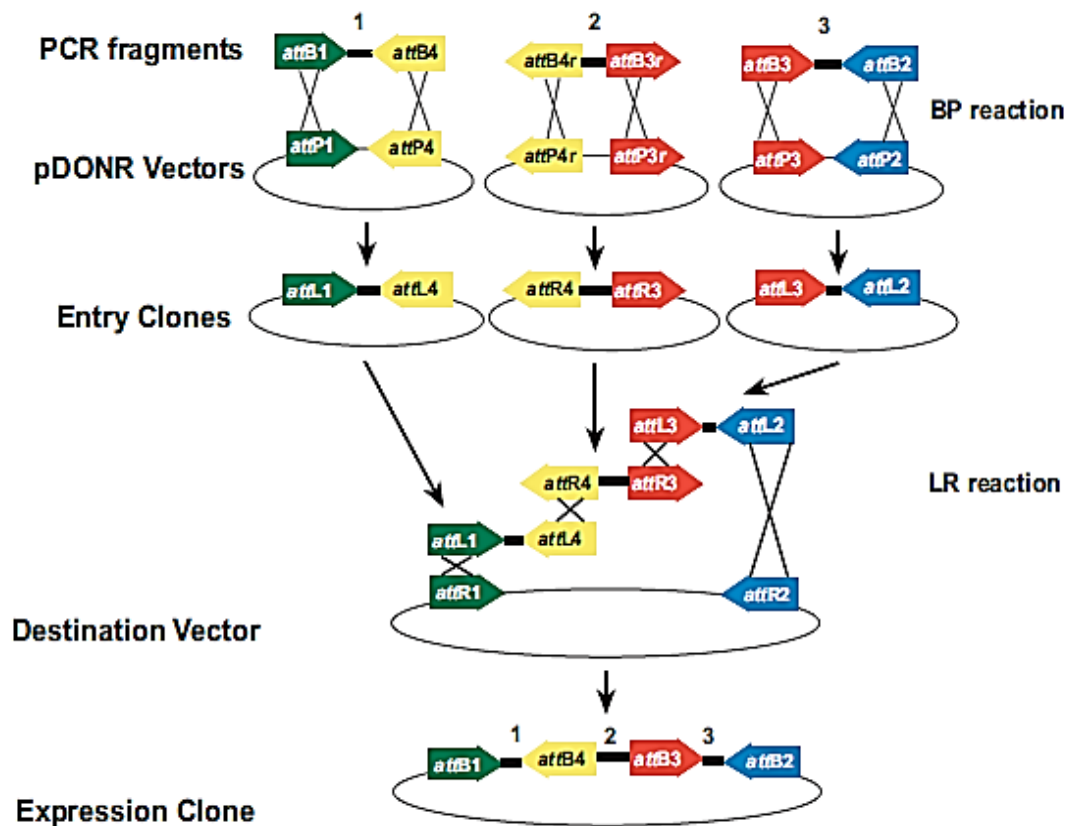 1 2 3
PCR fragments attB1 attB4 attB4r attB3r attB3 attB2
BP reaction
attP1 attP4 attP4r attP3r attP3 attP2
pDONR Vectors
attL1 attL4 attR4 attR3 attL3 attL2
Entry Clones
attL3 attL2
attR4 attR3 LR reaction
attL1 attL4
attR1 attR2
Destination Vector
1 2 3
attB1 attB4 attB3 attB2
Expression Clone